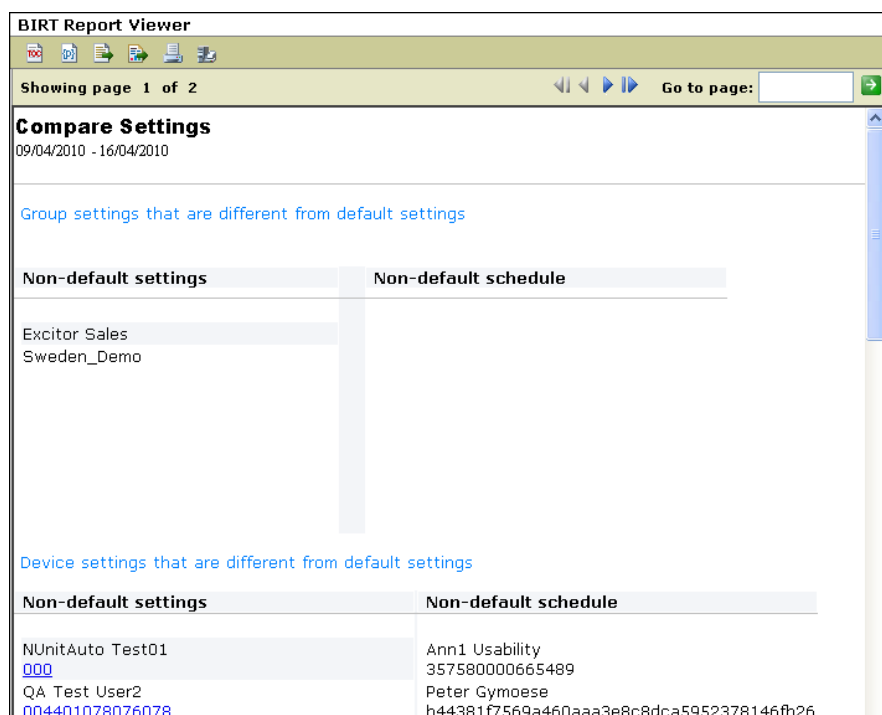 BIRT Report Viewer
TOC
Showing page 1 of 2
Go to page:
Compare Settings
09/04/2010 - 16/04/2010
Group settings that are different from default settings
Non-default settings Non-default schedule
Excitor Sales
Sweden_Demo
Device settings that are different from default settings
Non-default settings Non-default schedule
NUnitAuto Test01 Ann1 Usability
000 357580000665489
QA Test User2 Peter Gymoese
004401078076078 b44381f7569a460aaa3e8c8dca5952378146fb26